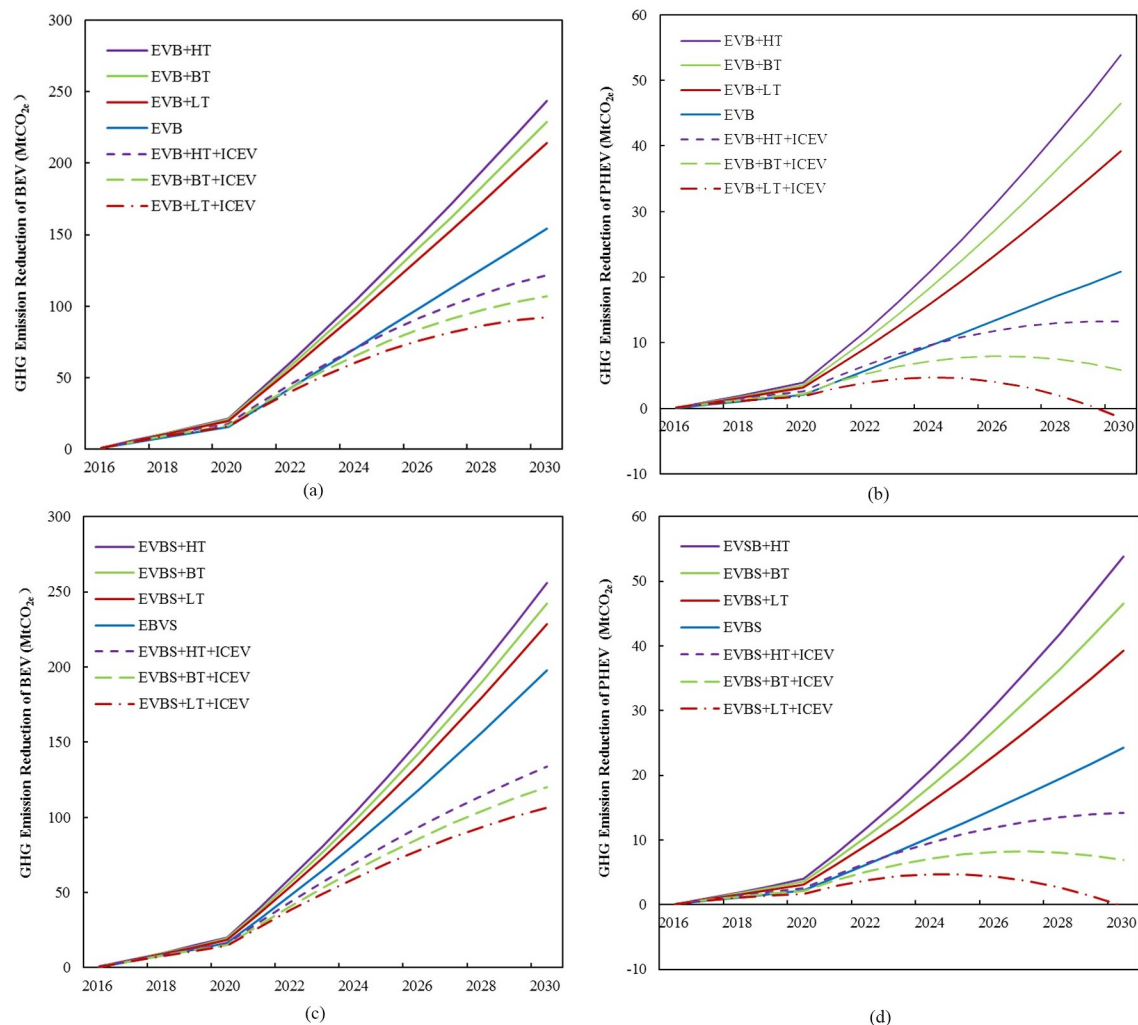 300
250
200
150
100
50
0
GHG Emission Reduction of BEV (MtCO2e)
EVB+HT
EVB+BT
EVB+LT
EVB
EVB+HT+ICEV
EVB+BT+ICEV
EVB+LT+ICEV
2016 2018 2020 2022 2024 2026 2028 2030
(a)
60
50
40
30
20
10
0
-10
GHG Emission Reduction of PHEV (MtCO2e)
EVB+HT
EVB+BT
EVB+LT
EVB
EVB+HT+ICEV
EVB+BT+ICEV
EVB+LT+ICEV
2016 2018 2020 2022 2024 2026 2028 2030
(b)
300
250
200
150
100
50
0
GHG Emission Reduction of BEV (MtCO2e)
EVBS+HT
EVBS+BT
EVBS+LT
EBVS
EVBS+HT+ICEV
EVBS+BT+ICEV
EVBS+LT+ICEV
2016 2018 2020 2022 2024 2026 2028 2030
(c)
60
50
40
30
20
10
0
-10
GHG Emission Reduction of PHEV (MtCO2e)
EVSB+HT
EVBS+BT
EVBS+LT
EVBS
EVBS+HT+ICEV
EVBS+BT+ICEV
EVBS+LT+ICEV
2016 2018 2020 2022 2024 2026 2028 2030
(d)